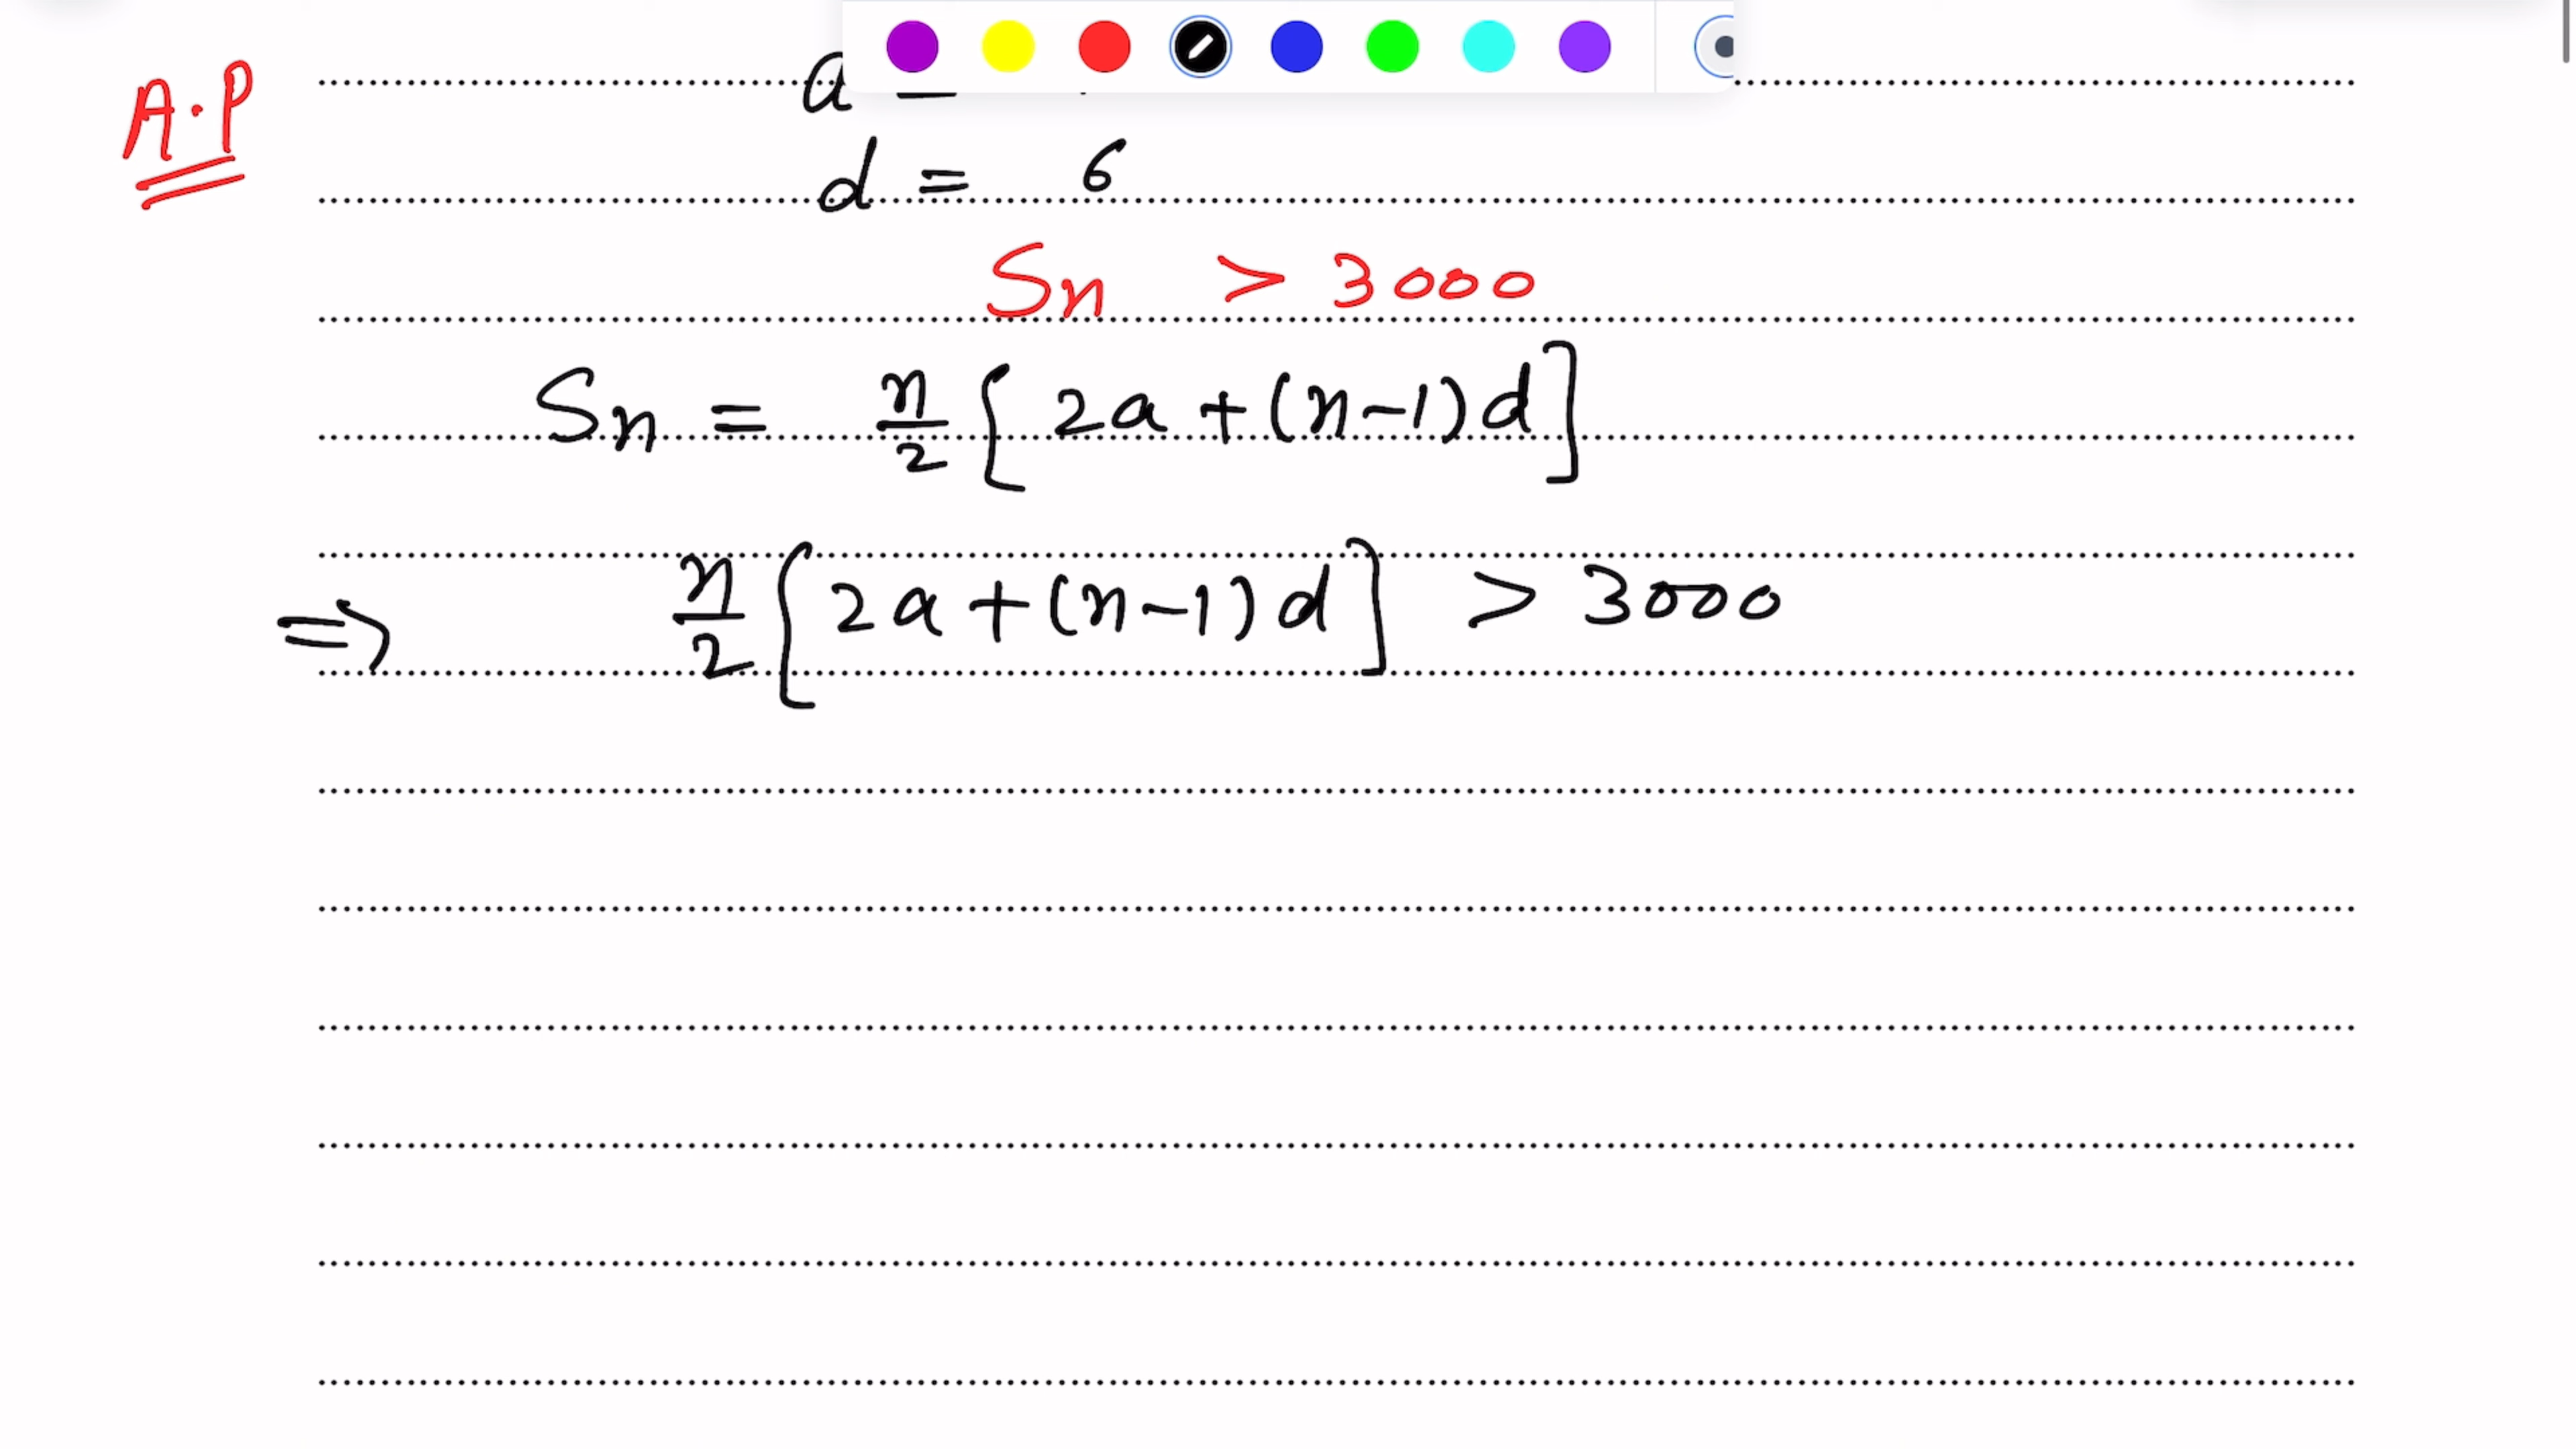 A.P
a =
d = 6
Sn > 3000
Sn = n/2 [2a + (n-1)d]
=> n/2 [2a + (n-1)d] > 3000